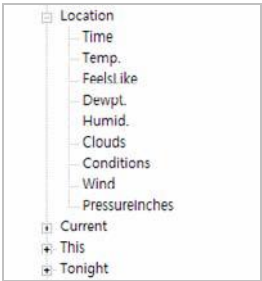 Location
Time
Temp.
FeelsLike
Dewpt.
Humid.
Clouds
Conditions
Wind
PressureInches
Current
This
Tonight